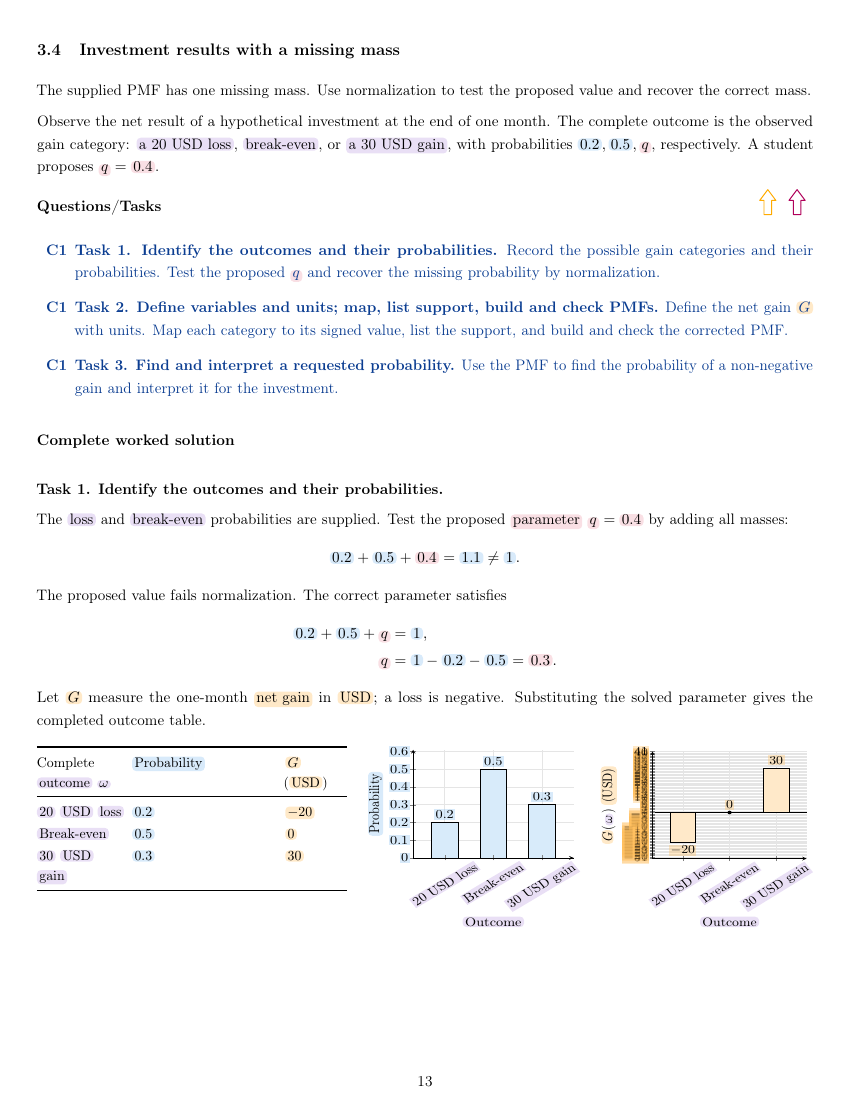 3.4 Investment results with a missing mass
The supplied PMF has one missing mass. Use normalization to test the proposed value and recover the correct mass.
Observe the net result of a hypothetical investment at the end of one month. The complete outcome is the observed
gain category: a 20 USD loss, break-even, or a 30 USD gain, with probabilities 0.2, 0.5, q, respectively. A student
proposes q = 0.4.
Questions/Tasks
C1 Task 1. Identify the outcomes and their probabilities. Record the possible gain categories and their
probabilities. Test the proposed q and recover the missing probability by normalization.
C1 Task 2. Define variables and units; map, list support, build and check PMFs. Define the net gain G
with units. Map each category to its signed value, list the support, and build and check the corrected PMF.
C1 Task 3. Find and interpret a requested probability. Use the PMF to find the probability of a non-negative
gain and interpret it for the investment.
Complete worked solution
Task 1. Identify the outcomes and their probabilities.
The loss and break-even probabilities are supplied. Test the proposed parameter q = 0.4 by adding all masses:
0.2 + 0.5 + 0.4 = 1.1 ≠ 1.
The proposed value fails normalization. The correct parameter satisfies
0.2 + 0.5 + q = 1,
q = 1 − 0.2 − 0.5 = 0.3.
Let G measure the one-month net gain in USD; a loss is negative. Substituting the solved parameter gives the
completed outcome table.
Complete Probability G
outcome ω (USD)
20 USD loss 0.2 −20
Break-even 0.5 0
30 USD 0.3 30
gain
Probability
0.6
0.5
0.4
0.3
0.2
0.1
0
0.2
0.5
0.3
20 USD loss
Break-even
30 USD gain
Outcome
G(ω) (USD)
−20
0
30
20 USD loss
Break-even
30 USD gain
Outcome
13